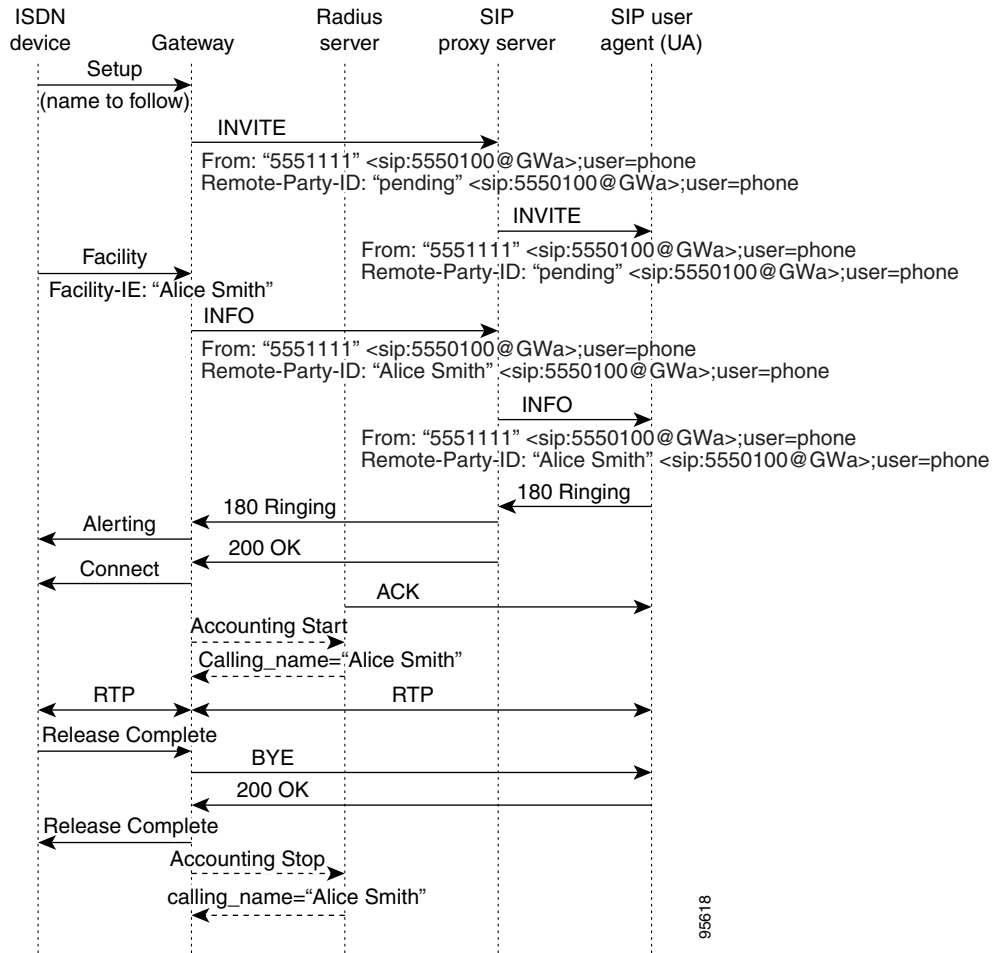 ISDN device
Gateway
Radius server
SIP proxy server
SIP user agent (UA)
Setup
(name to follow)
INVITE
From: “5551111” <sip:5550100@GWa>;user=phone
Remote-Party-ID: “pending” <sip:5550100@GWa>;user=phone
INVITE
From: “5551111” <sip:5550100@GWa>;user=phone
Remote-Party-ID: “pending” <sip:5550100@GWa>;user=phone
Facility
Facility-IE: “Alice Smith”
INFO
From: “5551111” <sip:5550100@GWa>;user=phone
Remote-Party-ID: “Alice Smith” <sip:5550100@GWa>;user=phone
INFO
From: “5551111” <sip:5550100@GWa>;user=phone
Remote-Party-ID: “Alice Smith” <sip:5550100@GWa>;user=phone
180 Ringing
180 Ringing
Alerting
200 OK
Connect
ACK
Accounting Start
Calling_name=“Alice Smith”
RTP
RTP
Release Complete
BYE
200 OK
Release Complete
Accounting Stop
calling_name=“Alice Smith”
95618